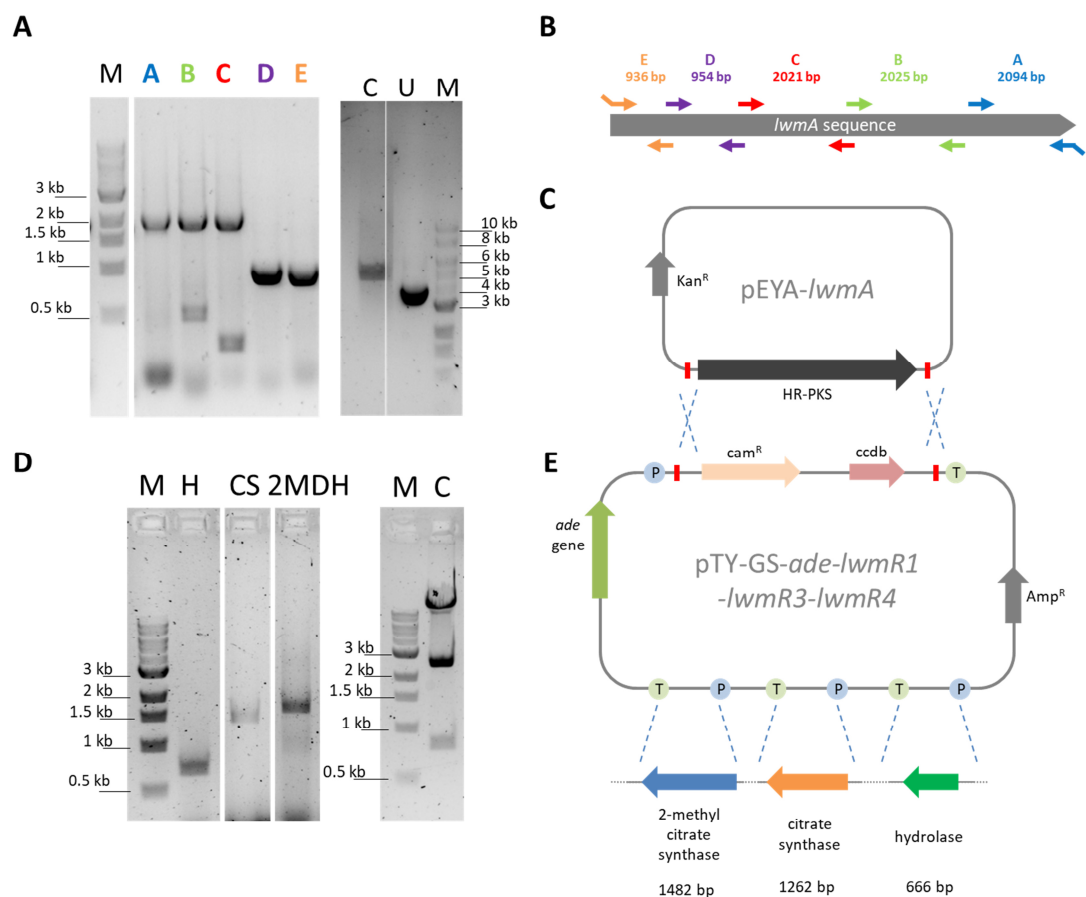 A
M A B C D E
3 kb
2 kb
1.5 kb
1 kb
0.5 kb
C U M
10 kb
8 kb
6 kb
5 kb
4 kb
3 kb
B
E D C B A
936 bp 954 bp 2021 bp 2025 bp 2094 bp
lwmA sequence
C
KanR
pEYA-lwmA
HR-PKS
D
M H CS 2MDH
3 kb
2 kb
1.5 kb
1 kb
0.5 kb
M C
3 kb
2 kb
1.5 kb
1 kb
0.5 kb
E
P camR ccdb T
ade
gene
pTY-GS-ade-lwmR1
-lwmR3-lwmR4
AmpR
T P T P T P
2-methyl
citrate
synthase
1482 bp
citrate
synthase
1262 bp
hydrolase
666 bp